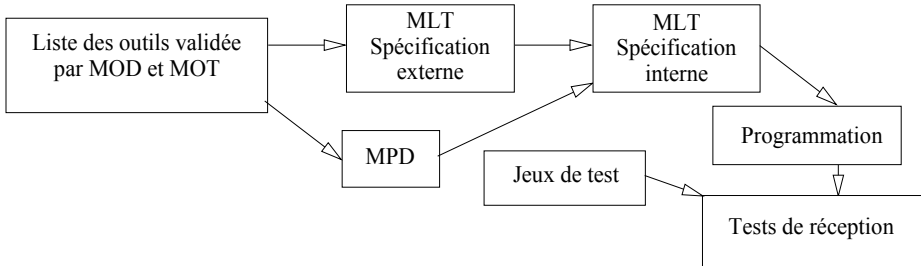 Liste des outils validée
par MOD et MOT
MLT
Spécification
externe
MLT
Spécification
interne
MPD
Programmation
Jeux de test
Tests de réception